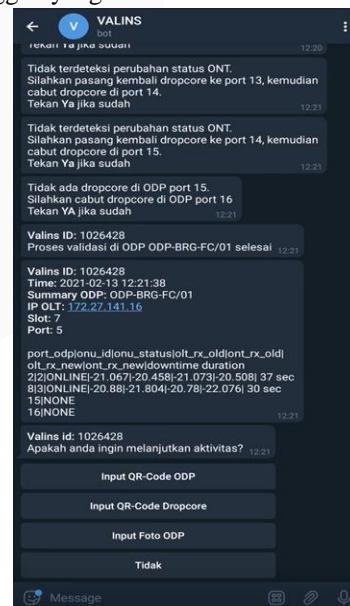 VALINS
bot
Tekan Ya jika sudah 12:20
Tidak terdeteksi perubahan status ONT.
Silahkan pasang kembali dropcore ke port 13, kemudian
cabut dropcore di port 14.
Tekan Ya jika sudah 12:21
Tidak terdeteksi perubahan status ONT.
Silahkan pasang kembali dropcore ke port 14, kemudian
cabut dropcore di port 15.
Tekan Ya jika sudah 12:21
Tidak ada dropcore di ODP port 15.
Silahkan cabut dropcore di ODP port 16
Tekan YA jika sudah 12:21
Valins ID: 1026428
Proses validasi di ODP ODP-BRG-FC/01 selesai 12:21
Valins ID: 1026428
Time: 2021-02-13 12:21:38
Summary ODP: ODP-BRG-FC/01
IP OLT: 172.27.141.16
Slot: 7
Port: 5
port_odp|onu_id|onu_status|olt_rx_old|ont_rx_old|
olt_rx_new|ont_rx_new|downtime duration
2|2|ONLINE|-21.067|-20.458|-21.073|-20.508| 37 sec
8|3|ONLINE|-20.88|-21.804|-20.78|-22.076| 30 sec
15|NONE
16|NONE 12:21
Valins id: 1026428
Apakah anda ingin melanjutkan aktivitas? 12:21
Input QR-Code ODP
Input QR-Code Dropcore
Input Foto ODP
Tidak
Message